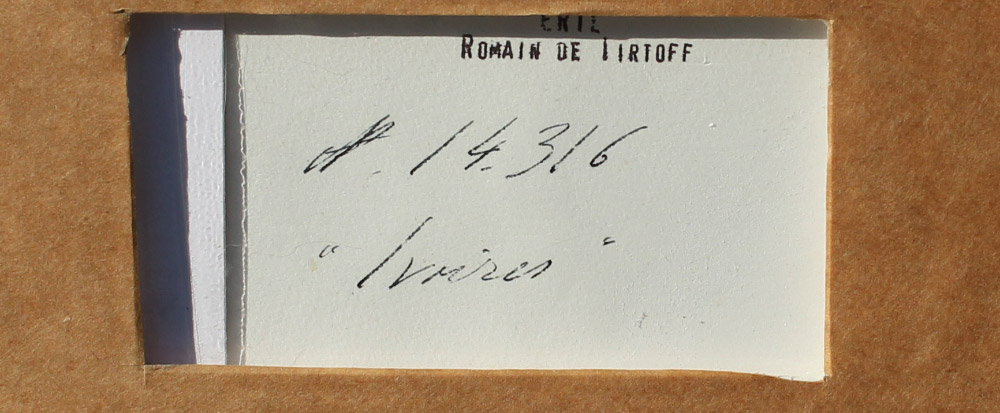 ERTE
ROMAIN DE TIRTOFF
N. 14.316
"Ivoires"